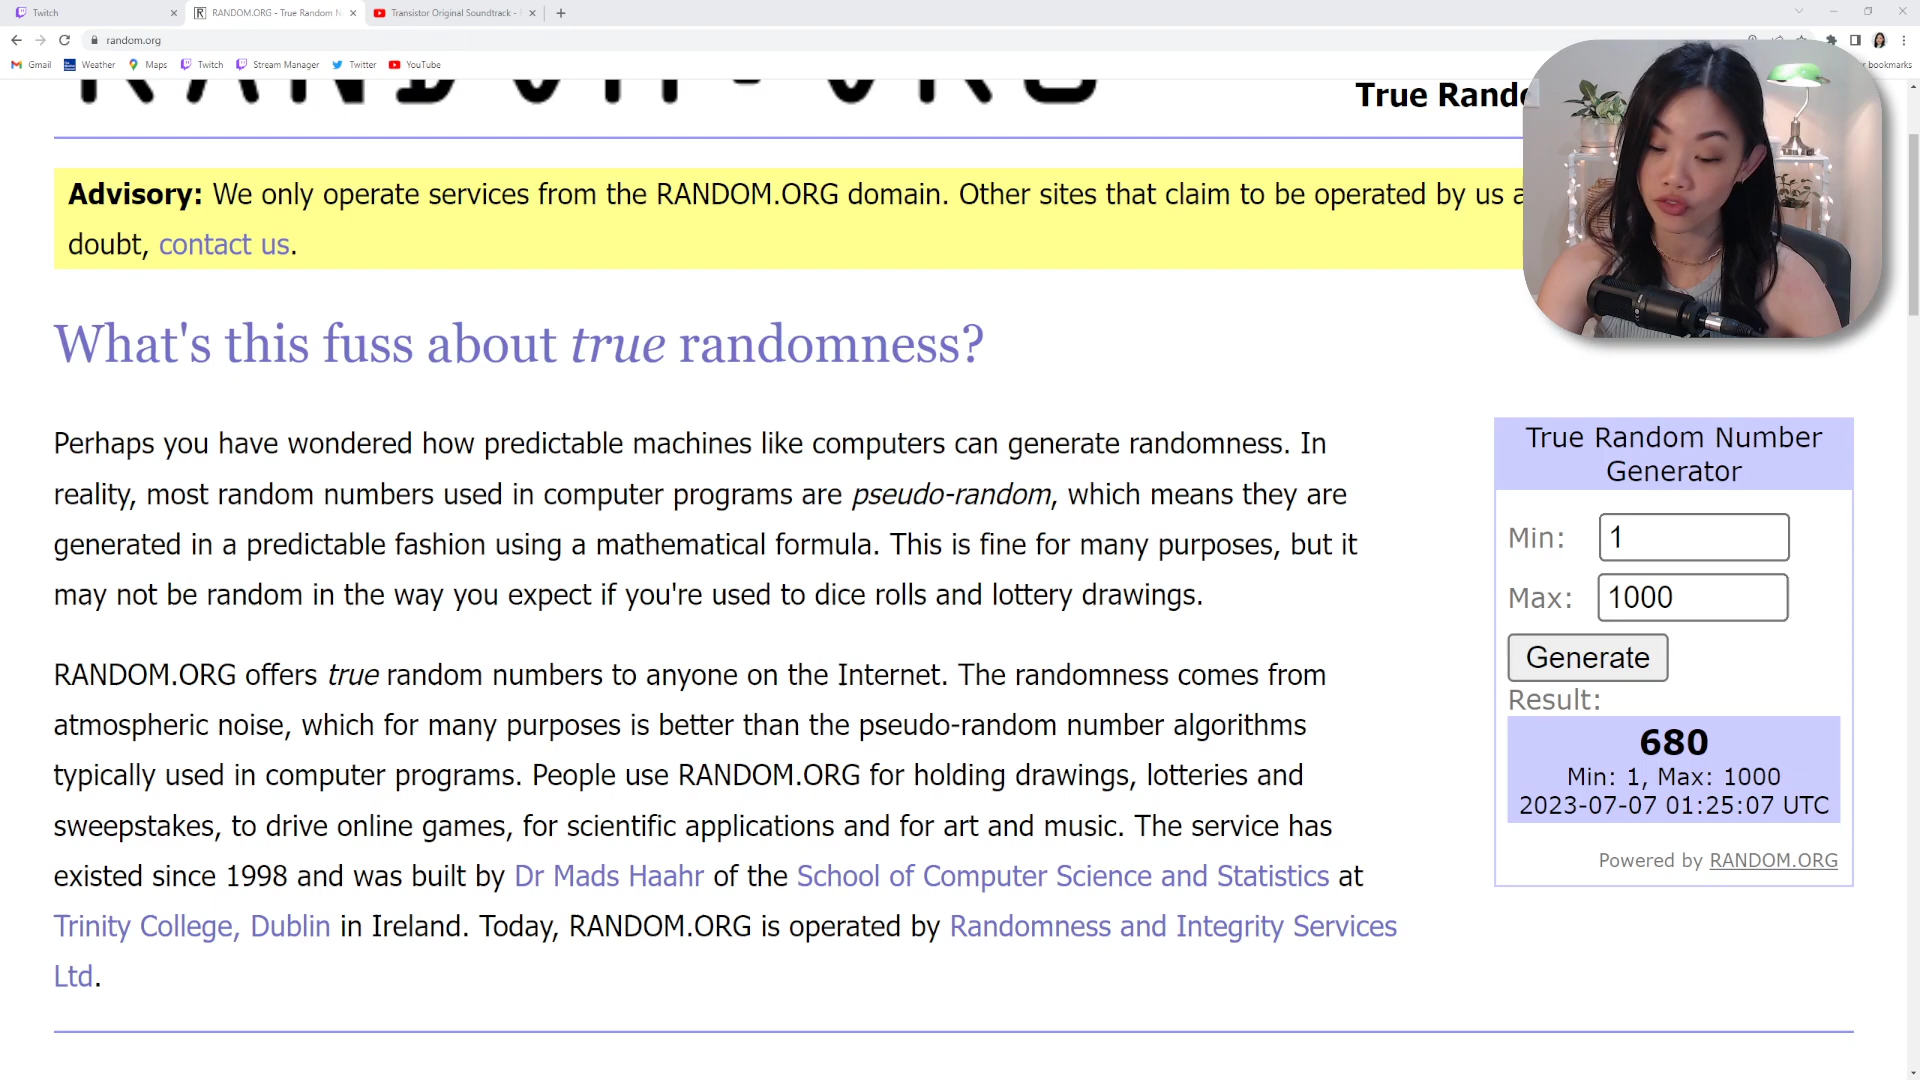 Twitch
RANDOM.ORG - True Random N
Transistor Original Soundtrack -
random.org
Gmail
Weather
Maps
Twitch
Stream Manager
Twitter
YouTube
bookmarks
RANDOM.ORG
True Rando
Advisory: We only operate services from the RANDOM.ORG domain. Other sites that claim to be operated by us a
doubt, contact us.
What's this fuss about true randomness?
Perhaps you have wondered how predictable machines like computers can generate randomness. In
reality, most random numbers used in computer programs are pseudo-random, which means they are
generated in a predictable fashion using a mathematical formula. This is fine for many purposes, but it
may not be random in the way you expect if you're used to dice rolls and lottery drawings.
RANDOM.ORG offers true random numbers to anyone on the Internet. The randomness comes from
atmospheric noise, which for many purposes is better than the pseudo-random number algorithms
typically used in computer programs. People use RANDOM.ORG for holding drawings, lotteries and
sweepstakes, to drive online games, for scientific applications and for art and music. The service has
existed since 1998 and was built by Dr Mads Haahr of the School of Computer Science and Statistics at
Trinity College, Dublin in Ireland. Today, RANDOM.ORG is operated by Randomness and Integrity Services
Ltd.
True Random Number
Generator
Min: 1
Max: 1000
Generate
Result:
680
Min: 1, Max: 1000
2023-07-07 01:25:07 UTC
Powered by RANDOM.ORG